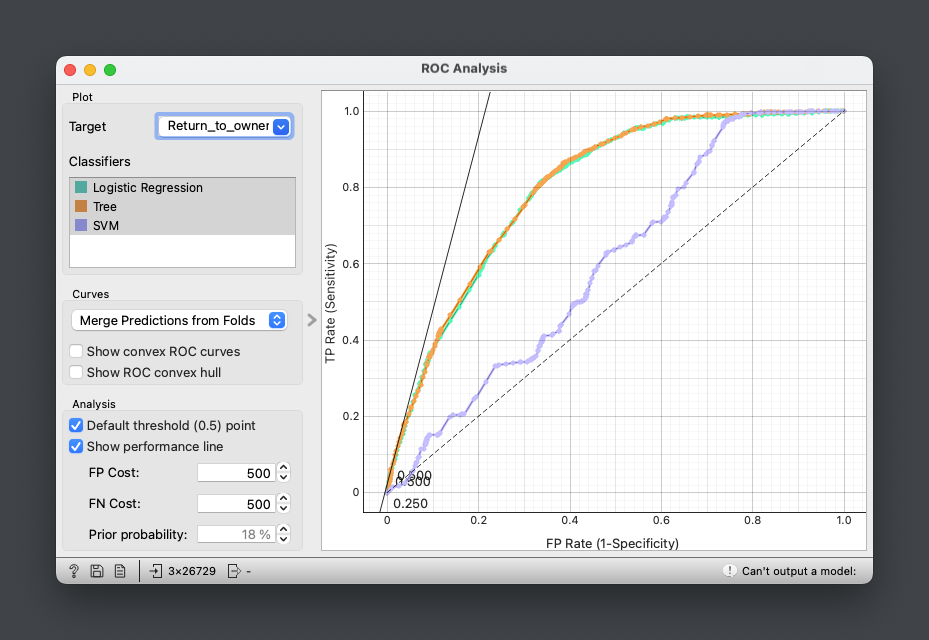 ROC Analysis
Plot
Target
Return_to_owner
Classifiers
Logistic Regression
Tree
SVM
Curves
Merge Predictions from Folds
Show convex ROC curves
Show ROC convex hull
Analysis
Default threshold (0.5) point
Show performance line
FP Cost: 500
FN Cost: 500
Prior probability: 18 %
TP Rate (Sensitivity)
1.0
0.8
0.6
0.4
0.2
0
0.500
0.500
0.250
0 0.2 0.4 0.6 0.8 1.0
FP Rate (1-Specificity)
? 3×26729 -
! Can't output a model: